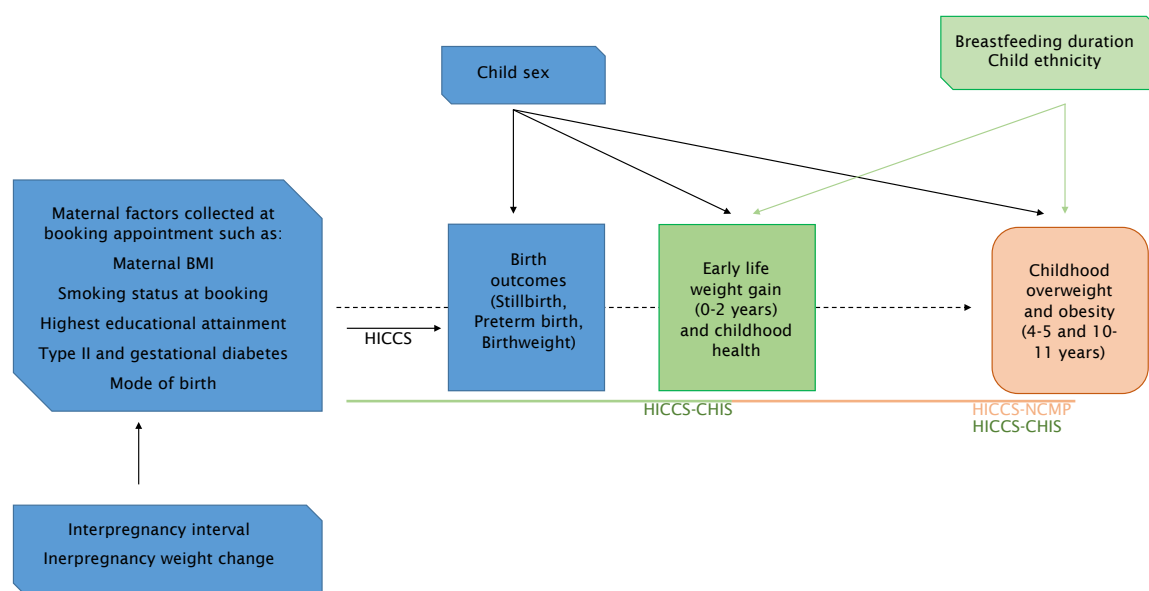 Child sex
Breastfeeding duration
Child ethnicity
Maternal factors collected at
booking appointment such as:
Maternal BMI
Smoking status at booking
Highest educational attainment
Type II and gestational diabetes
Mode of birth
HICCS
Birth
outcomes
(Stillbirth,
Preterm birth,
Birthweight)
Early life
weight gain
(0-2 years)
and childhood
health
Childhood
overweight
and obesity
(4-5 and 10-
11 years)
HICCS-CHIS
HICCS-NCMP
HICCS-CHIS
Interpregnancy interval
Inerpregnancy weight change